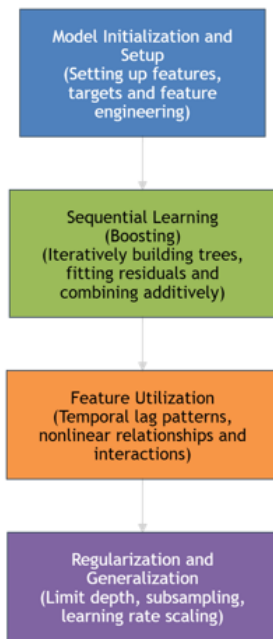 Model Initialization and
Setup
(Setting up features,
targets and feature
engineering)
Sequential Learning
(Boosting)
(Iteratively building trees,
fitting residuals and
combining additively)
Feature Utilization
(Temporal lag patterns,
nonlinear relationships and
interactions)
Regularization and
Generalization
(Limit depth, subsampling,
learning rate scaling)